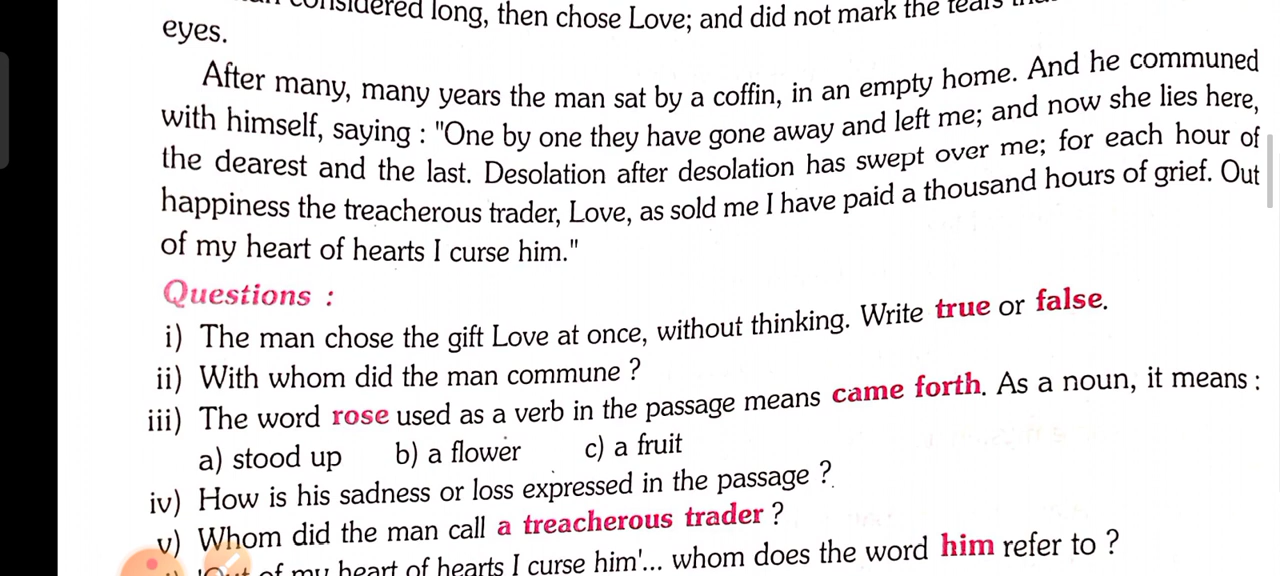 considered long, then chose Love; and did not mark the tears
eyes.
After many, many years the man sat by a coffin, in an empty home. And he communed
with himself, saying : "One by one they have gone away and left me; and now she lies here,
the dearest and the last. Desolation after desolation has swept over me; for each hour of
happiness the treacherous trader, Love, as sold me I have paid a thousand hours of grief. Out
of my heart of hearts I curse him."
Questions :
i) The man chose the gift Love at once, without thinking. Write true or false.
ii) With whom did the man commune ?
iii) The word rose used as a verb in the passage means came forth. As a noun, it means :
a) stood up b) a flower c) a fruit
iv) How is his sadness or loss expressed in the passage ?
v) Whom did the man call a treacherous trader ?
'Out of my heart of hearts I curse him'... whom does the word him refer to ?